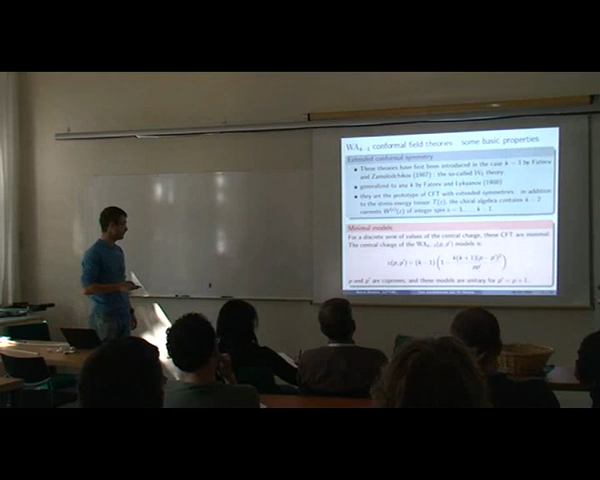 WA_{k−1} conformal field theories some basic properties
Extended conformal symmetry
These theories have first been introduced in the case k = 3 by Fateev
and Zamolodchikov (1987) : the so-called W_3 theory
generalized to any k by Fateev and Lykyanov (1988)
they are the prototype of CFT with extended symmetries in addition
to the stress-energy tensor T(z), the chiral algebra contains k − 2
currents W^{(s)}(z) of integer spin
Minimal models
For a discrete serie of values of the central charge, these CFT are minimal.
The central charge of the WA_{k−1}(p, p') models is
c(p, p') = (k − 1) (1 − k(k + 1)(p − p')^2 / pp')
p and p' are coprimes, and these models are unitary for p' = p + 1.